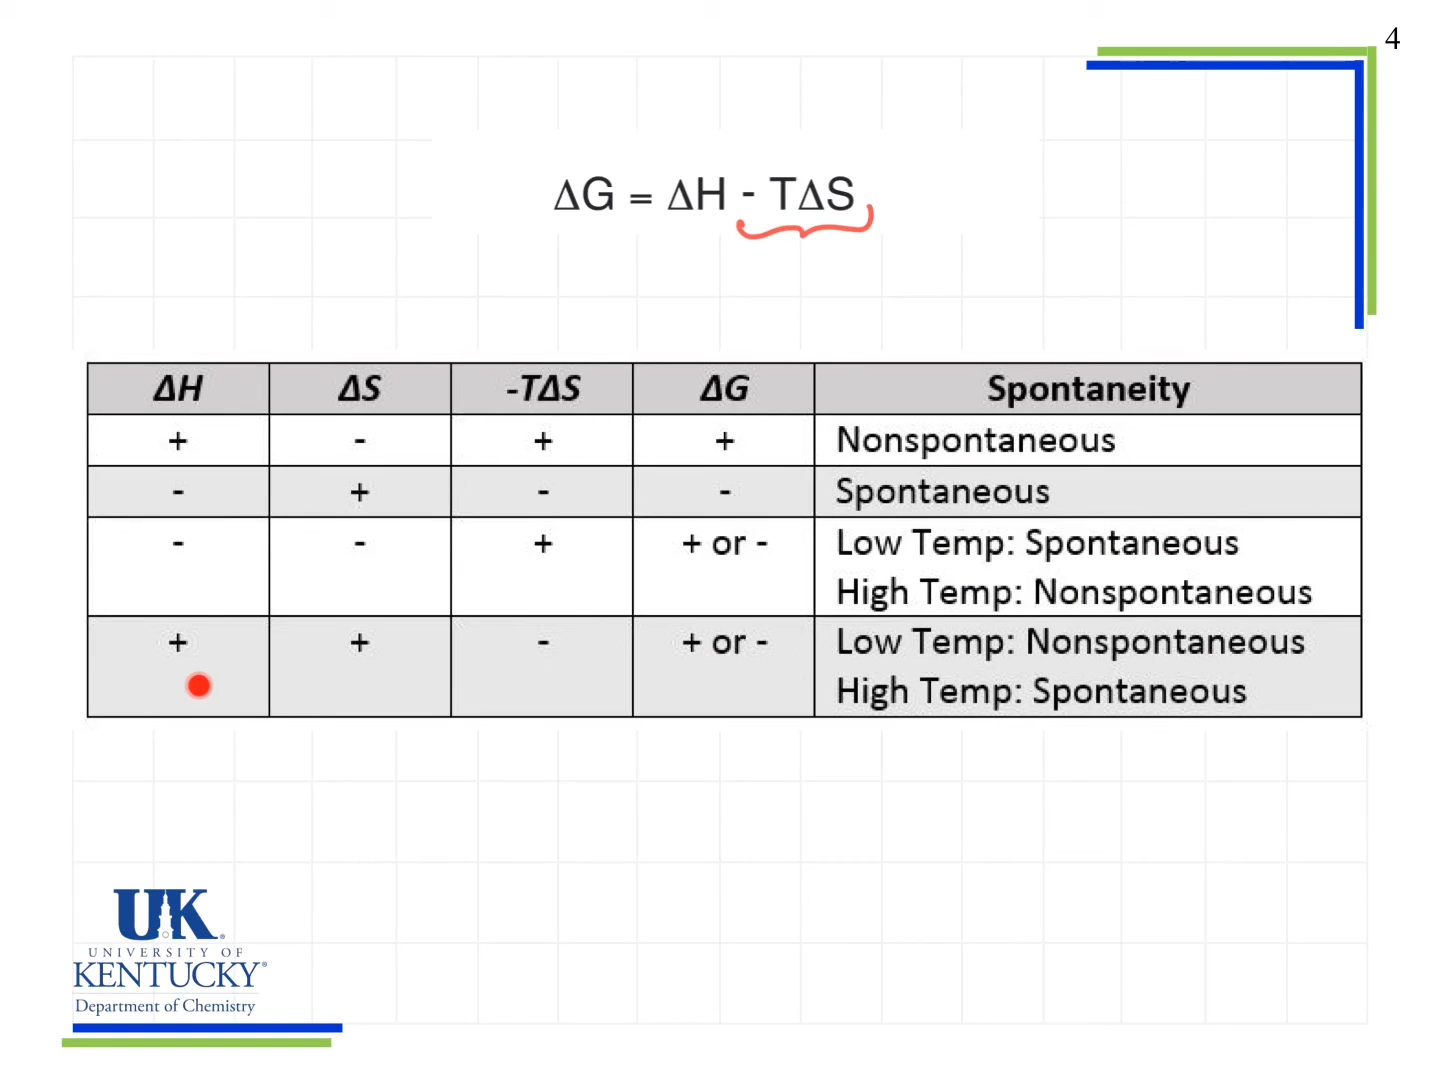 4
ΔG = ΔH - TΔS
ΔH ΔS -TΔS ΔG Spontaneity
+ - + + Nonspontaneous
- + - - Spontaneous
- - + + or - Low Temp: Spontaneous
High Temp: Nonspontaneous
+ + - + or - Low Temp: Nonspontaneous
High Temp: Spontaneous
UK®
UNIVERSITY OF
KENTUCKY®
Department of Chemistry